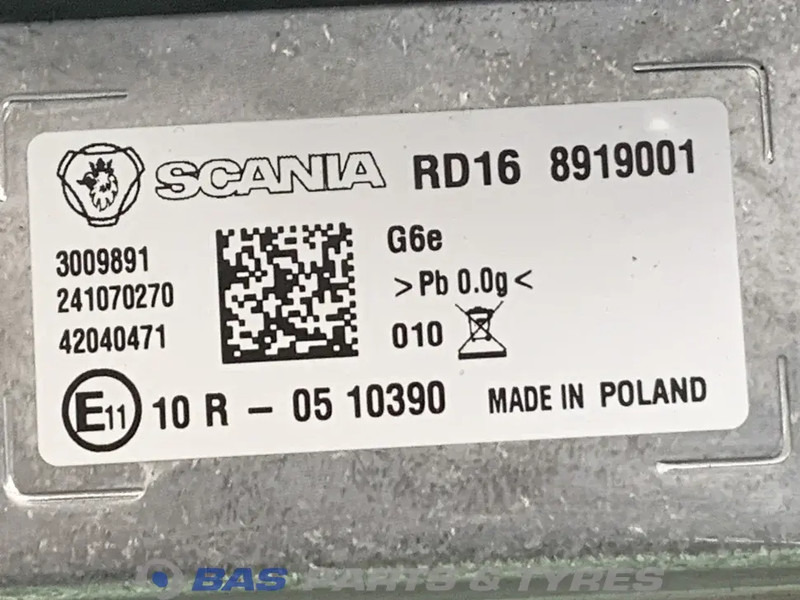 SCANIA RD16 8919001
3009891
241070270
42040471
G6e
>Pb 0.0g<
010
E11 10 R - 05 10390 MADE IN POLAND
BAS PARTS & TYRES